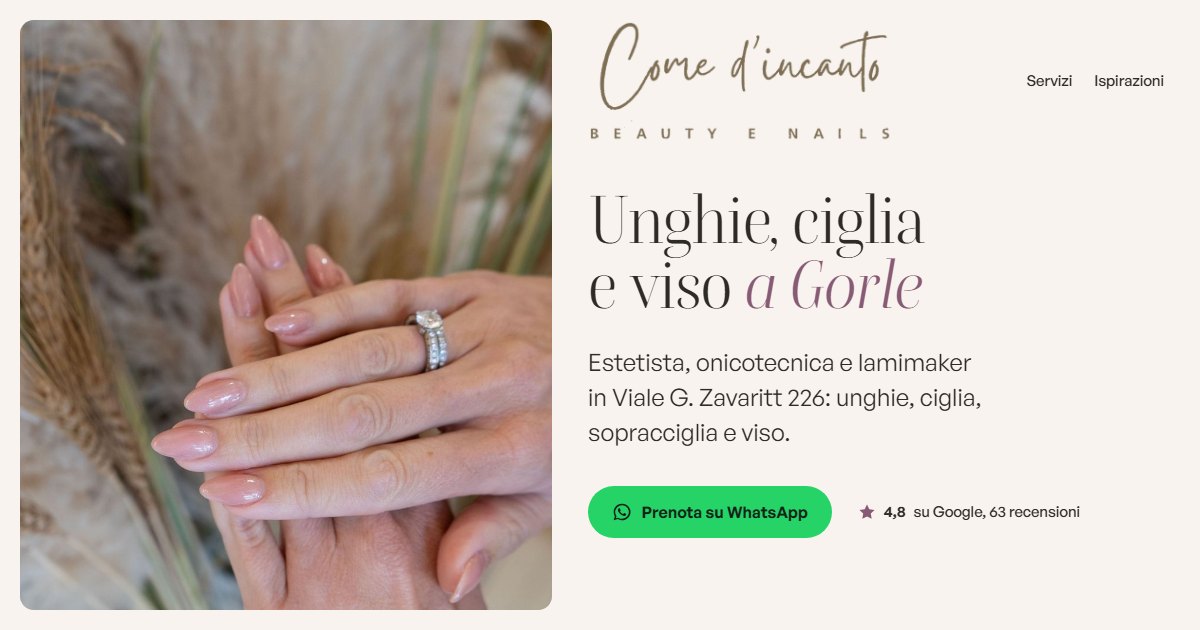 Come d'incanto
BEAUTY E NAILS
Servizi
Ispirazioni
Unghie, ciglia
e viso a Gorle
Estetista, onicotecnica e lamimaker
in Viale G. Zavaritt 226: unghie, ciglia,
sopracciglia e viso.
Prenota su WhatsApp
4,8 su Google, 63 recensioni